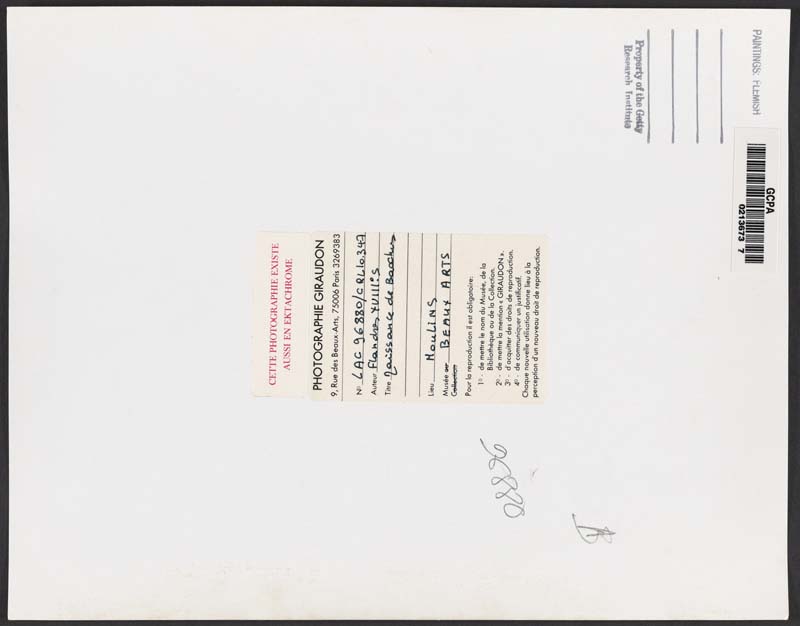 CETTE PHOTOGRAPHIE EXISTE
AUSSI EN EKTACHROME
PHOTOGRAPHIE GIRAUDON
9, Rue des Beaux-Arts, 75006 Paris 3269383
N° LAC 96880/CRL10347
Auteur Flandres XVIII S
Titre Naissance de Bacchus
Lieu Moulins
Musée ou BEAUX ARTS
Collection
Pour la reproduction il est obligatoire:
1° - de mettre le nom du Musée, de la
Bibliothèque ou de la Collection.
2° - de mettre la mention « GIRAUDON ».
3° - d'acquitter des droits de reproduction.
4° - de communiquer un justificatif.
Chaque nouvelle utilisation donne lieu à la
perception d'un nouveau droit de reproduction.
96880
Property of the Getty
Research Institute
PAINTINGS: FLEMISH
GCPA
0213673 7